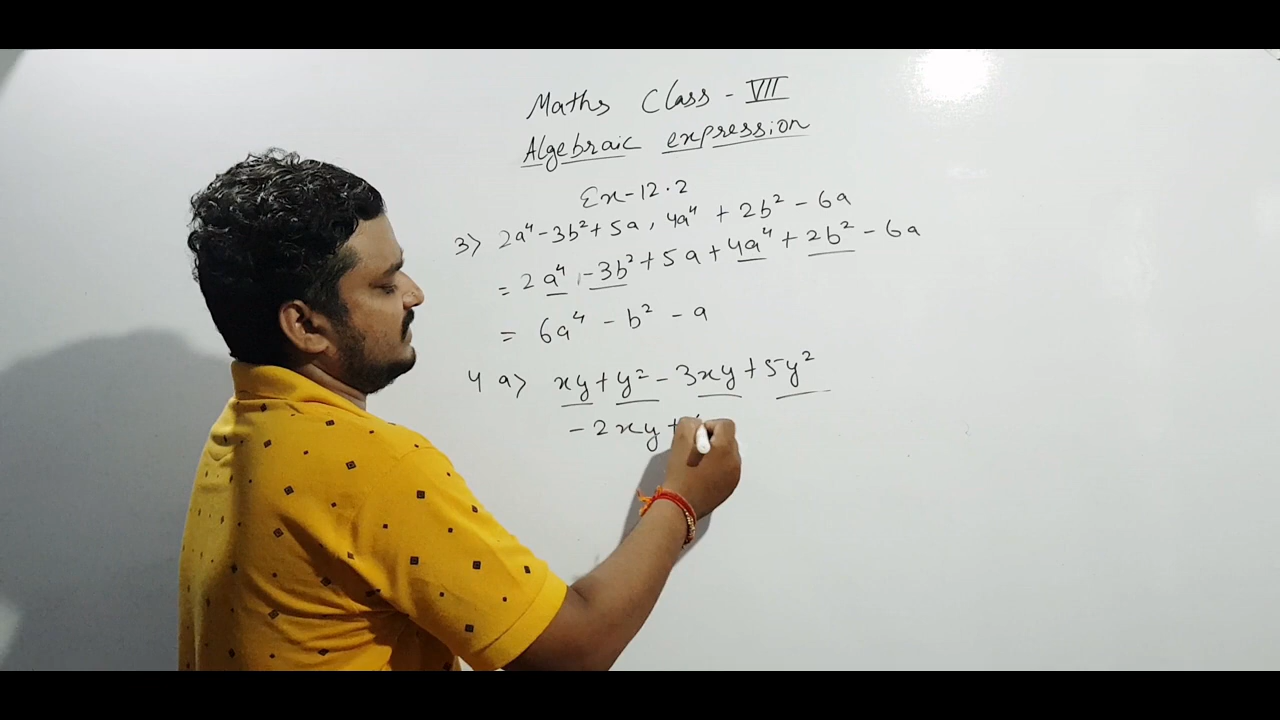 Maths Class - VII
Algebraic expression
Ex-12.2
3> 2a⁴ - 3b² + 5a, 4a⁴ + 2b² - 6a
= 2a⁴ - 3b² + 5a + 4a⁴ + 2b² - 6a
= 6a⁴ - b² - a
4 a> xy + y² - 3xy + 5y²
- 2xy +